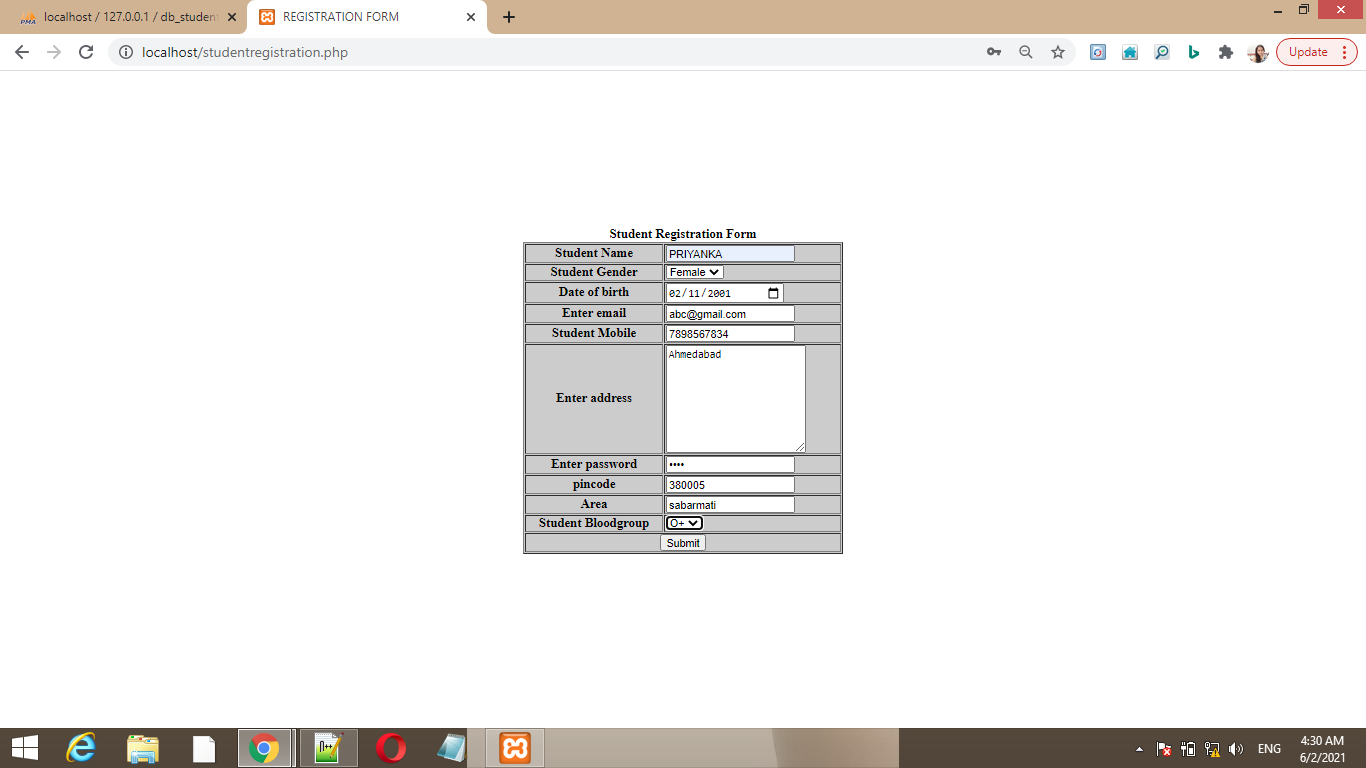 PMA localhost / 127.0.0.1 / db_student
REGISTRATION FORM
localhost/studentregistration.php
Update
Student Registration Form
Student Name PRIYANKA
Student Gender Female
Date of birth 02/11/2001
Enter email abc@gmail.com
Student Mobile 7898567834
Enter address Ahmedabad
Enter password ••••
pincode 380005
Area sabarmati
Student Bloodgroup O+
Submit
ENG
4:30 AM
6/2/2021